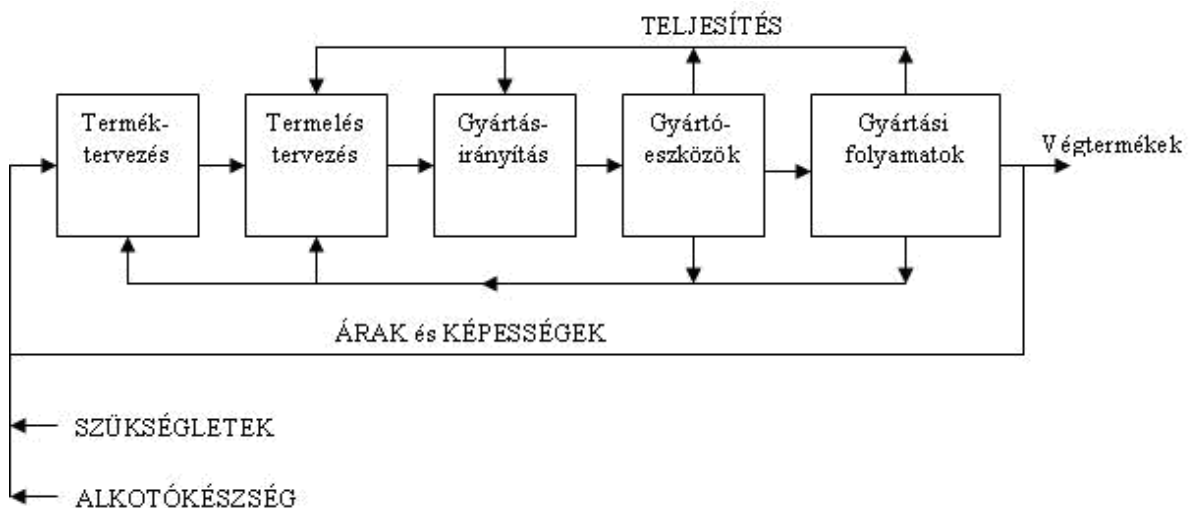 TELJESÍTÉS
Termék-
tervezés
Termelés
tervezés
Gyártás-
irányítás
Gyártó-
eszközök
Gyártási
folyamatok
Végtermékek
ÁRAK és KÉPESSÉGEK
SZÜKSÉGLETEK
ALKOTÓKÉSZSÉG